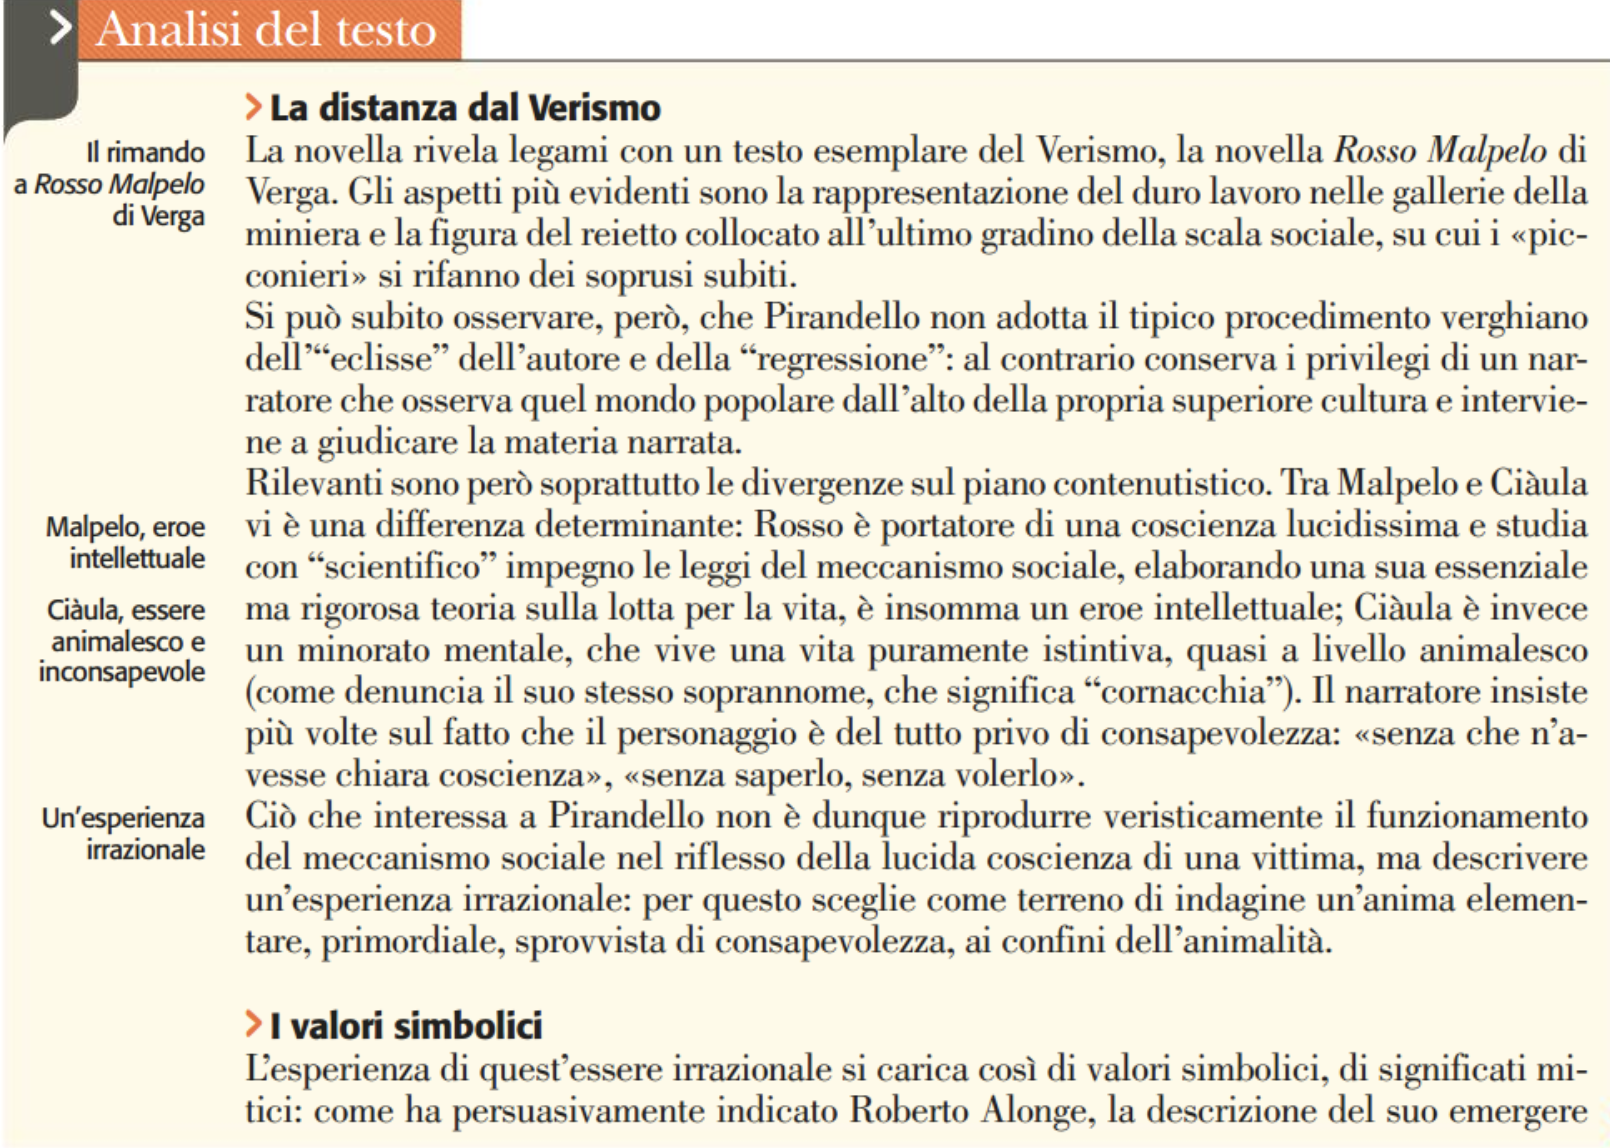 Analisi del testo
> La distanza dal Verismo
Il rimando
a Rosso Malpelo
di Verga
La novella rivela legami con un testo esemplare del Verismo, la novella Rosso Malpelo di
Verga. Gli aspetti più evidenti sono la rappresentazione del duro lavoro nelle gallerie della
miniera e la figura del reietto collocato all'ultimo gradino della scala sociale, su cui i «pic-
conieri» si rifanno dei soprusi subiti.
Si può subito osservare, però, che Pirandello non adotta il tipico procedimento verghiano
dell'“eclisse” dell'autore e della “regressione”: al contrario conserva i privilegi di un nar-
ratore che osserva quel mondo popolare dall'alto della propria superiore cultura e intervie-
ne a giudicare la materia narrata.
Malpelo, eroe
intellettuale
Ciàula, essere
animalesco e
inconsapevole
Rilevanti sono però soprattutto le divergenze sul piano contenutistico. Tra Malpelo e Ciàula
vi è una differenza determinante: Rosso è portatore di una coscienza lucidissima e studia
con “scientifico” impegno le leggi del meccanismo sociale, elaborando una sua essenziale
ma rigorosa teoria sulla lotta per la vita, è insomma un eroe intellettuale; Ciàula è invece
un minorato mentale, che vive una vita puramente istintiva, quasi a livello animalesco
(come denuncia il suo stesso soprannome, che significa “cornacchia”). Il narratore insiste
più volte sul fatto che il personaggio è del tutto privo di consapevolezza: «senza che n'a-
vesse chiara coscienza», «senza saperlo, senza volerlo».
Un'esperienza
irrazionale
Ciò che interessa a Pirandello non è dunque riprodurre veristicamente il funzionamento
del meccanismo sociale nel riflesso della lucida coscienza di una vittima, ma descrivere
un'esperienza irrazionale: per questo sceglie come terreno di indagine un'anima elemen-
tare, primordiale, sprovvista di consapevolezza, ai confini dell'animalità.
> I valori simbolici
L'esperienza di quest'essere irrazionale si carica così di valori simbolici, di significati mi-
tici: come ha persuasivamente indicato Roberto Alonge, la descrizione del suo emergere